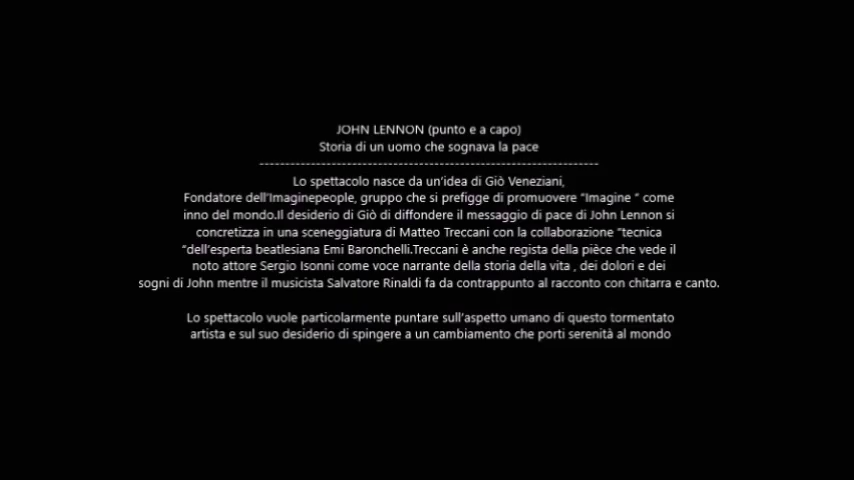 JOHN LENNON (punto e a capo)
Storia di un uomo che sognava la pace
-----------------------------------------------------------------
Lo spettacolo nasce da un'idea di Giò Veneziani,
Fondatore dell'Imaginepeople, gruppo che si prefigge di promuovere "Imagine " come
inno del mondo.Il desiderio di Giò di diffondere il messaggio di pace di John Lennon si
concretizza in una sceneggiatura di Matteo Treccani con la collaborazione "tecnica
"dell'esperta beatlesiana Emi Baronchelli.Treccani è anche regista della pièce che vede il
noto attore Sergio Isonni come voce narrante della storia della vita , dei dolori e dei
sogni di John mentre il musicista Salvatore Rinaldi fa da contrappunto al racconto con chitarra e canto.
Lo spettacolo vuole particolarmente puntare sull'aspetto umano di questo tormentato
artista e sul suo desiderio di spingere a un cambiamento che porti serenità al mondo